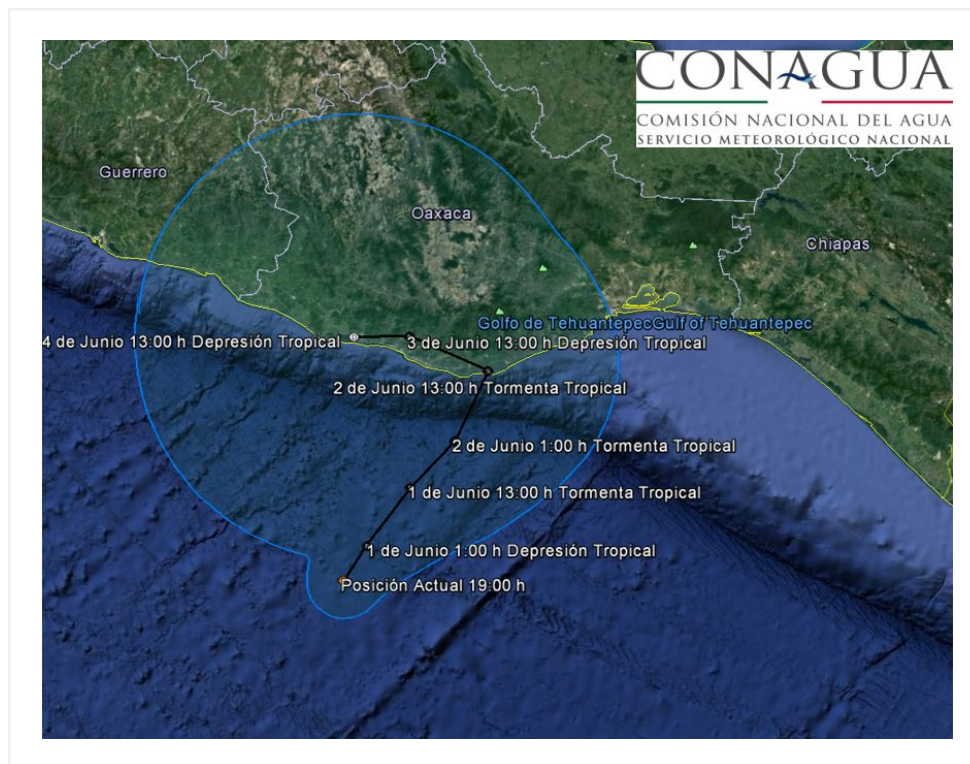 CONAGUA
COMISIÓN NACIONAL DEL AGUA
SERVICIO METEOROLÓGICO NACIONAL
Guerrero
Oaxaca
Chiapas
Golfo de TehuantepecGulf of Tehuantepec
4 de Junio 13:00 h Depresión Tropical
3 de Junio 13:00 h Depresión Tropical
2 de Junio 13:00 h Tormenta Tropical
2 de Junio 1:00 h Tormenta Tropical
1 de Junio 13:00 h Tormenta Tropical
1 de Junio 1:00 h Depresión Tropical
Posición Actual 19:00 h